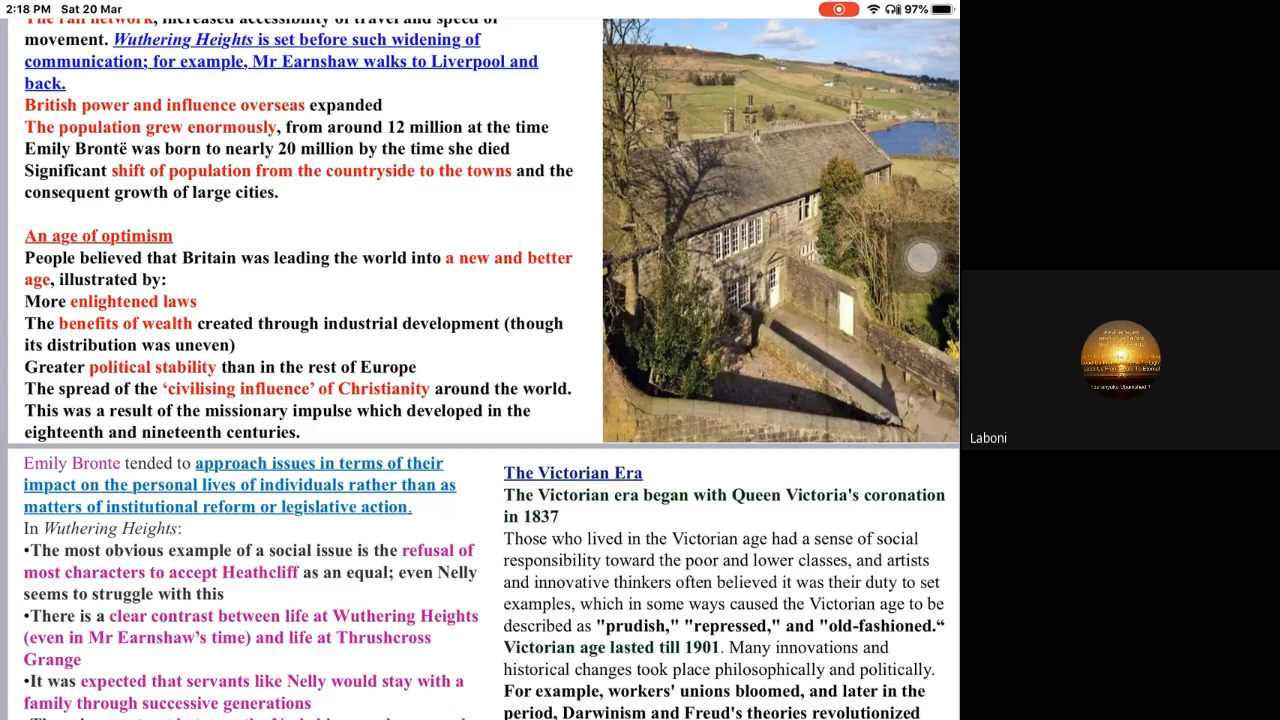 2:18 PM Sat 20 Mar
97%
The rail network, increased accessibility of travel and speed of
movement. Wuthering Heights is set before such widening of
communication; for example, Mr Earnshaw walks to Liverpool and
back.
British power and influence overseas expanded
The population grew enormously, from around 12 million at the time
Emily Brontë was born to nearly 20 million by the time she died
Significant shift of population from the countryside to the towns and the
consequent growth of large cities.
An age of optimism
People believed that Britain was leading the world into a new and better
age, illustrated by:
More enlightened laws
The benefits of wealth created through industrial development (though
its distribution was uneven)
Greater political stability than in the rest of Europe
The spread of the ‘civilising influence’ of Christianity around the world.
This was a result of the missionary impulse which developed in the
eighteenth and nineteenth centuries.
Emily Bronte tended to approach issues in terms of their
impact on the personal lives of individuals rather than as
matters of institutional reform or legislative action.
In Wuthering Heights:
•The most obvious example of a social issue is the refusal of
most characters to accept Heathcliff as an equal; even Nelly
seems to struggle with this
•There is a clear contrast between life at Wuthering Heights
(even in Mr Earnshaw’s time) and life at Thrushcross
Grange
•It was expected that servants like Nelly would stay with a
family through successive generations
The Victorian Era
The Victorian era began with Queen Victoria's coronation
in 1837
Those who lived in the Victorian age had a sense of social
responsibility toward the poor and lower classes, and artists
and innovative thinkers often believed it was their duty to set
examples, which in some ways caused the Victorian age to be
described as "prudish," "repressed," and "old-fashioned.“
Victorian age lasted till 1901. Many innovations and
historical changes took place philosophically and politically.
For example, workers' unions bloomed, and later in the
period, Darwinism and Freud's theories revolutionized
Laboni